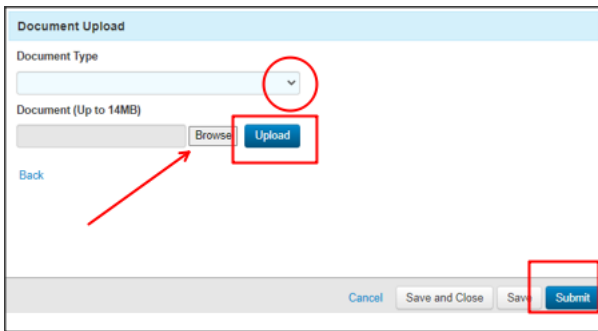 Document Upload
Document Type
Document (Up to 14MB)
Browse Upload
Back
Cancel Save and Close Save Submit